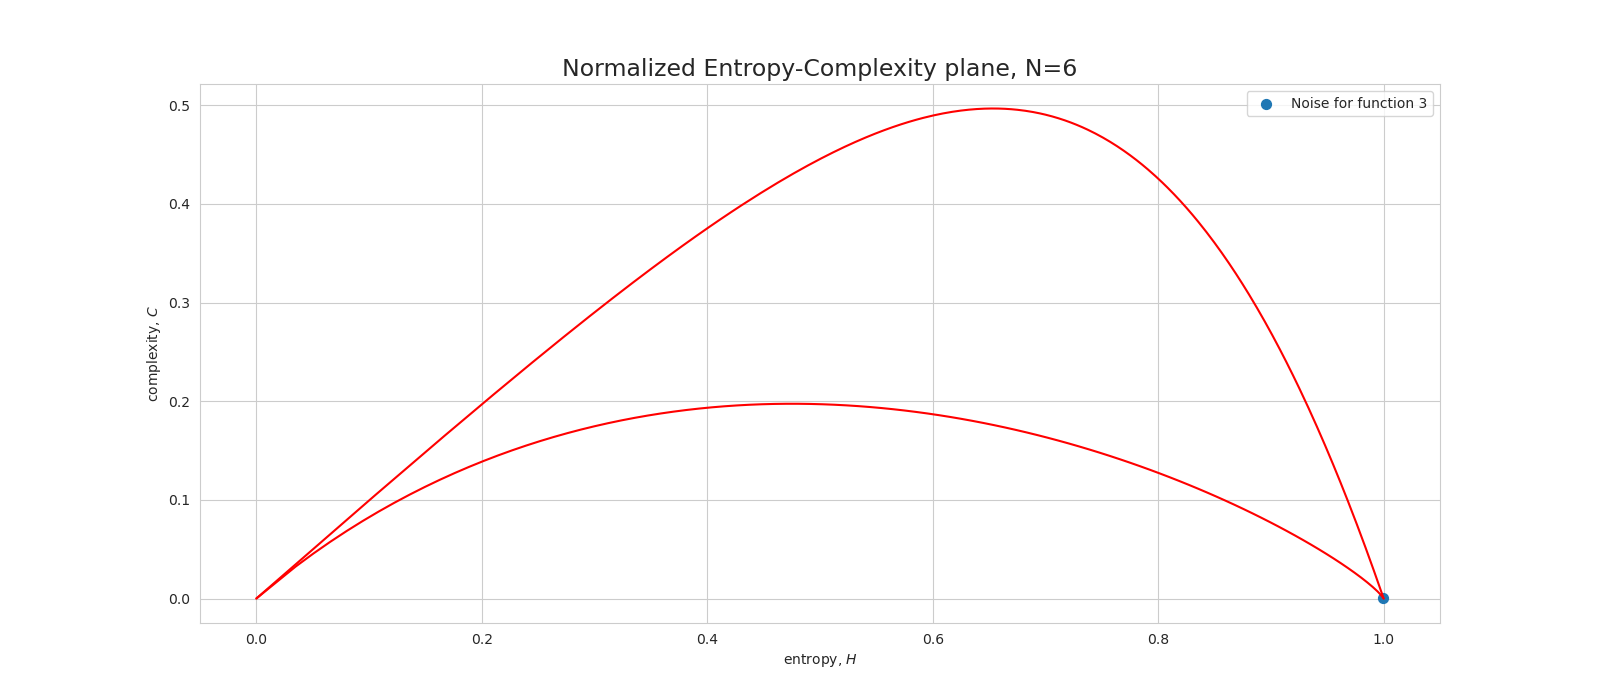 Normalized Entropy-Complexity plane, N=6
Noise for function 3
0.5
0.4
0.3
0.2
0.1
0.0
complexity, C
0.0 0.2 0.4 0.6 0.8 1.0
entropy, H